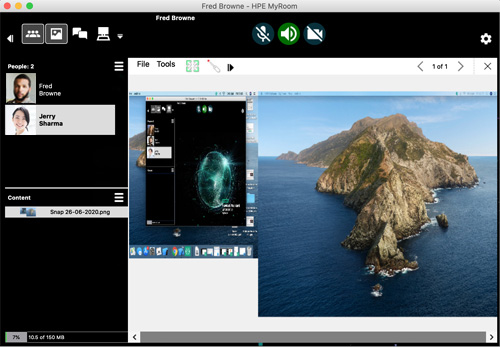 Fred Browne - HPE MyRoom
Fred Browne
People: 2
Fred
Browne
Jerry
Sharma
Content
Snap 26-06-2020.png
7% 10.5 of 150 MB
File Tools
1 of 1